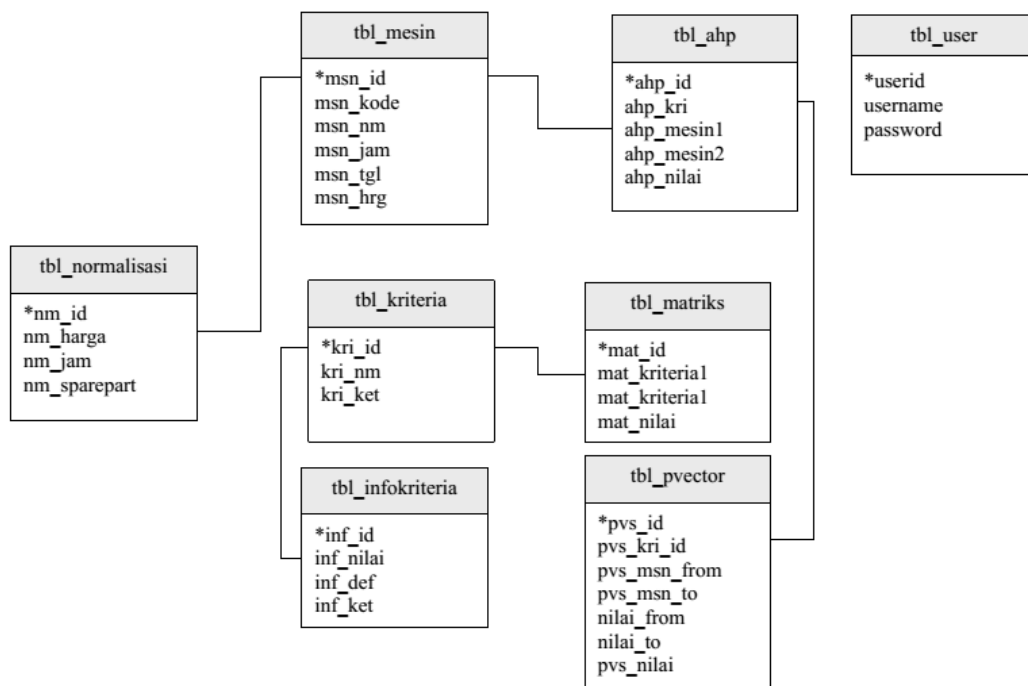 tbl_mesin
*msn_id
msn_kode
msn_nm
msn_jam
msn_tgl
msn_hrg
tbl_ahp
*ahp_id
ahp_kri
ahp_mesin1
ahp_mesin2
ahp_nilai
tbl_user
*userid
username
password
tbl_normalisasi
*nm_id
nm_harga
nm_jam
nm_sparepart
tbl_kriteria
*kri_id
kri_nm
kri_ket
tbl_matriks
*mat_id
mat_kriteria1
mat_kriteria1
mat_nilai
tbl_infokriteria
*inf_id
inf_nilai
inf_def
inf_ket
tbl_pvector
*pvs_id
pvs_kri_id
pvs_msn_from
pvs_msn_to
nilai_from
nilai_to
pvs_nilai